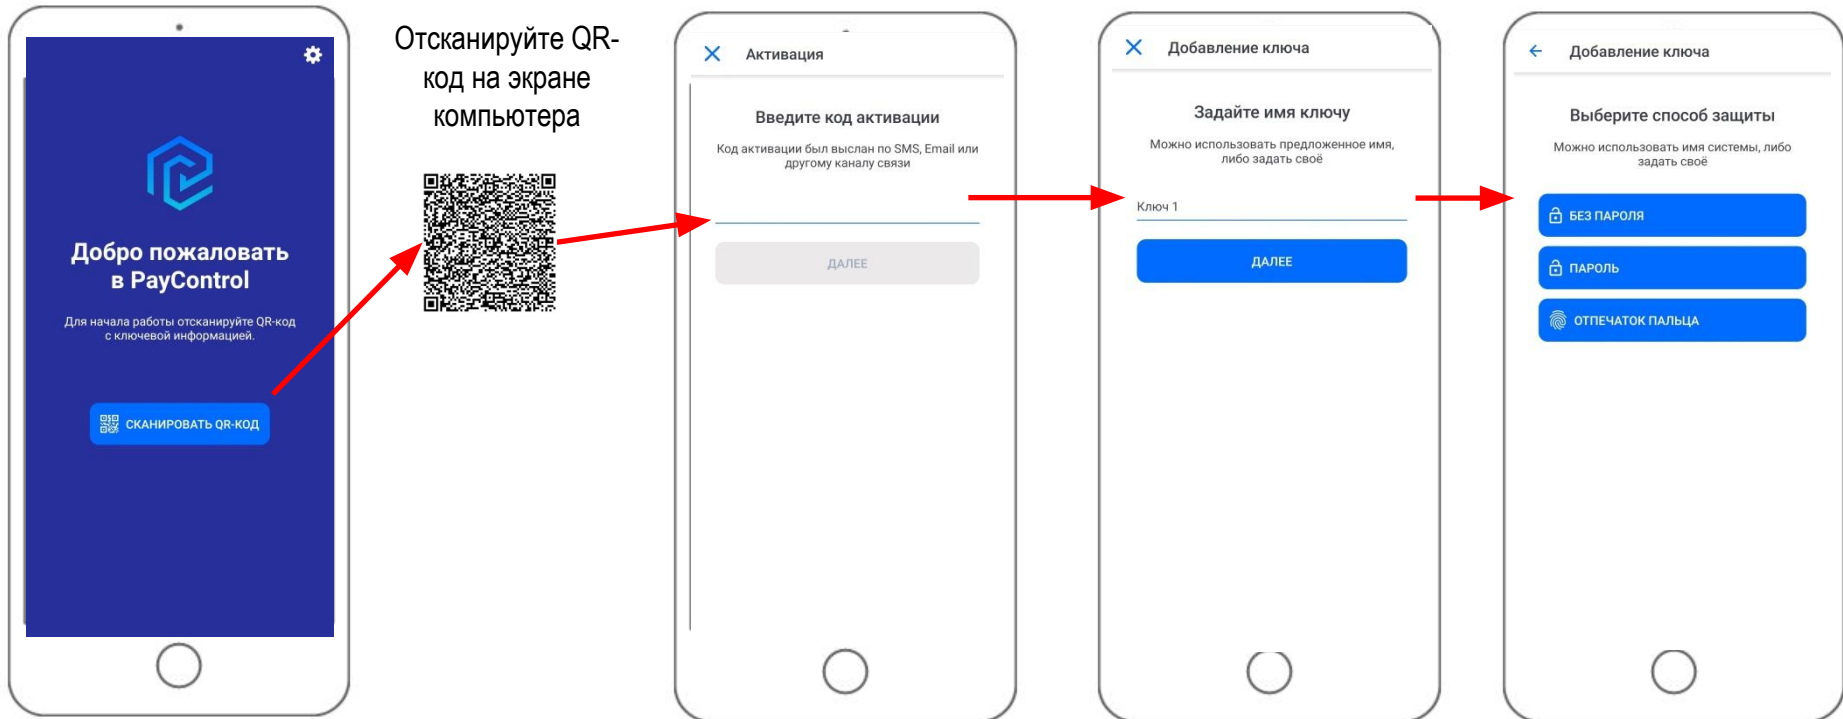 Добро пожаловать
в PayControl
Для начала работы отсканируйте QR-код
с ключевой информацией.
СКАНИРОВАТЬ QR-КОД
Отсканируйте QR-
код на экране
компьютера
Активация
Введите код активации
Код активации был выслан по SMS, Email или
другому каналу связи
ДАЛЕЕ
Добавление ключа
Задайте имя ключу
Можно использовать предложенное имя,
либо задать своё
Ключ 1
ДАЛЕЕ
Добавление ключа
Выберите способ защиты
Можно использовать имя системы, либо
задать своё
БЕЗ ПАРОЛЯ
ПАРОЛЬ
ОТПЕЧАТОК ПАЛЬЦА